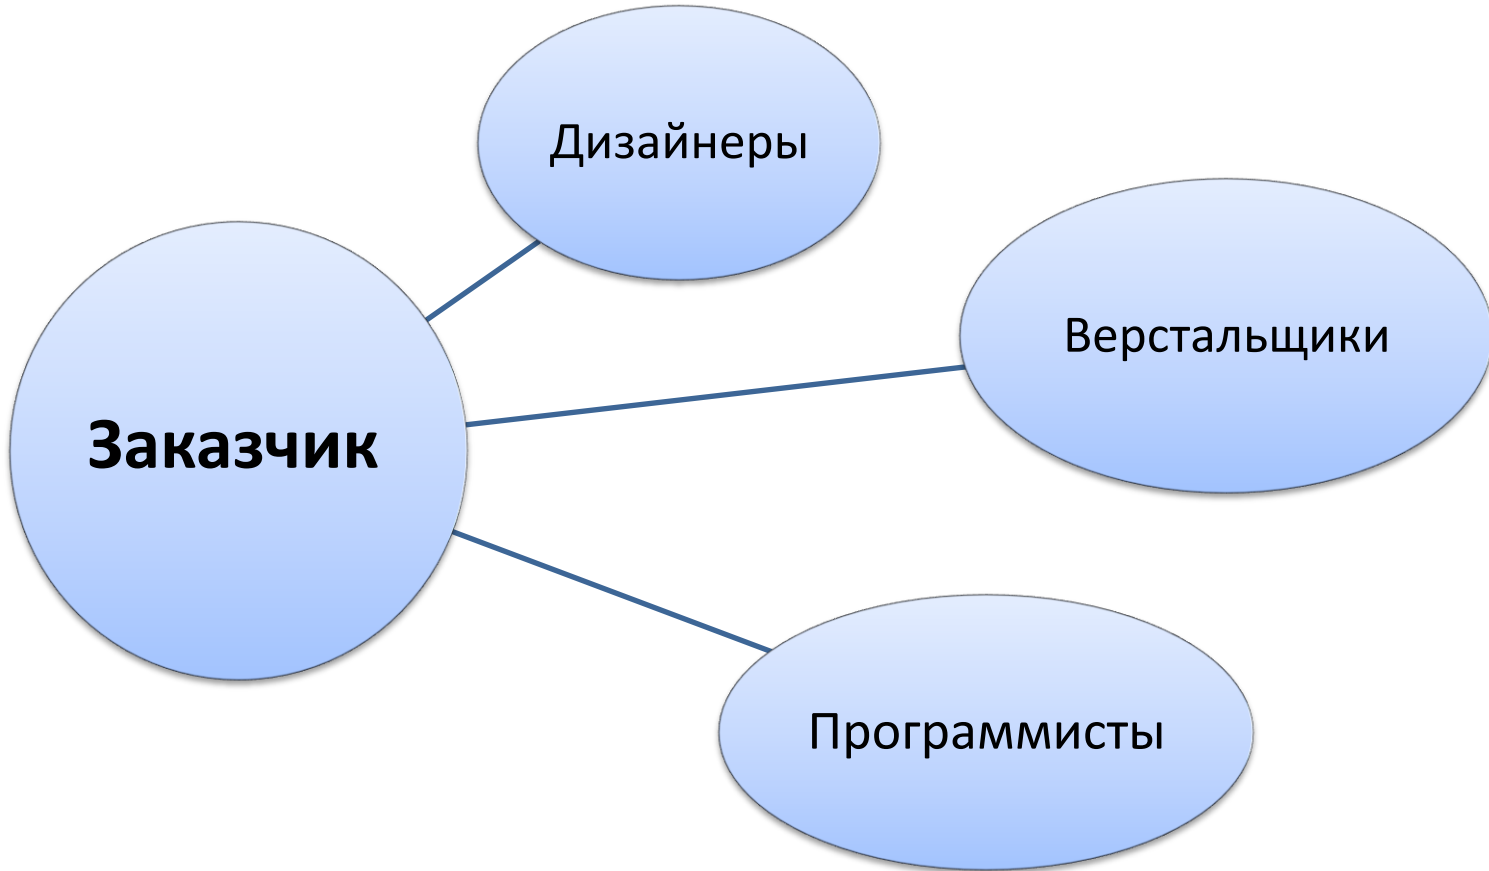 Дизайнеры
Верстальщики
Заказчик
Программисты